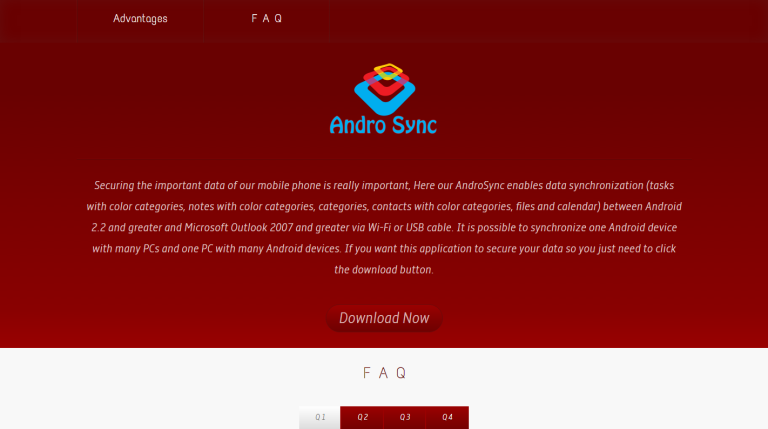 Advantages
F A Q
Andro Sync
Securing the important data of our mobile phone is really important, Here our AndroSync enables data synchronization (tasks
with color categories, notes with color categories, categories, contacts with color categories, files and calendar) between Android
2.2 and greater and Microsoft Outlook 2007 and greater via Wi-Fi or USB cable. It is possible to synchronize one Android device
with many PCs and one PC with many Android devices. If you want this application to secure your data so you just need to click
the download button.
Download Now
F A Q
Q1 Q2 Q3 Q4